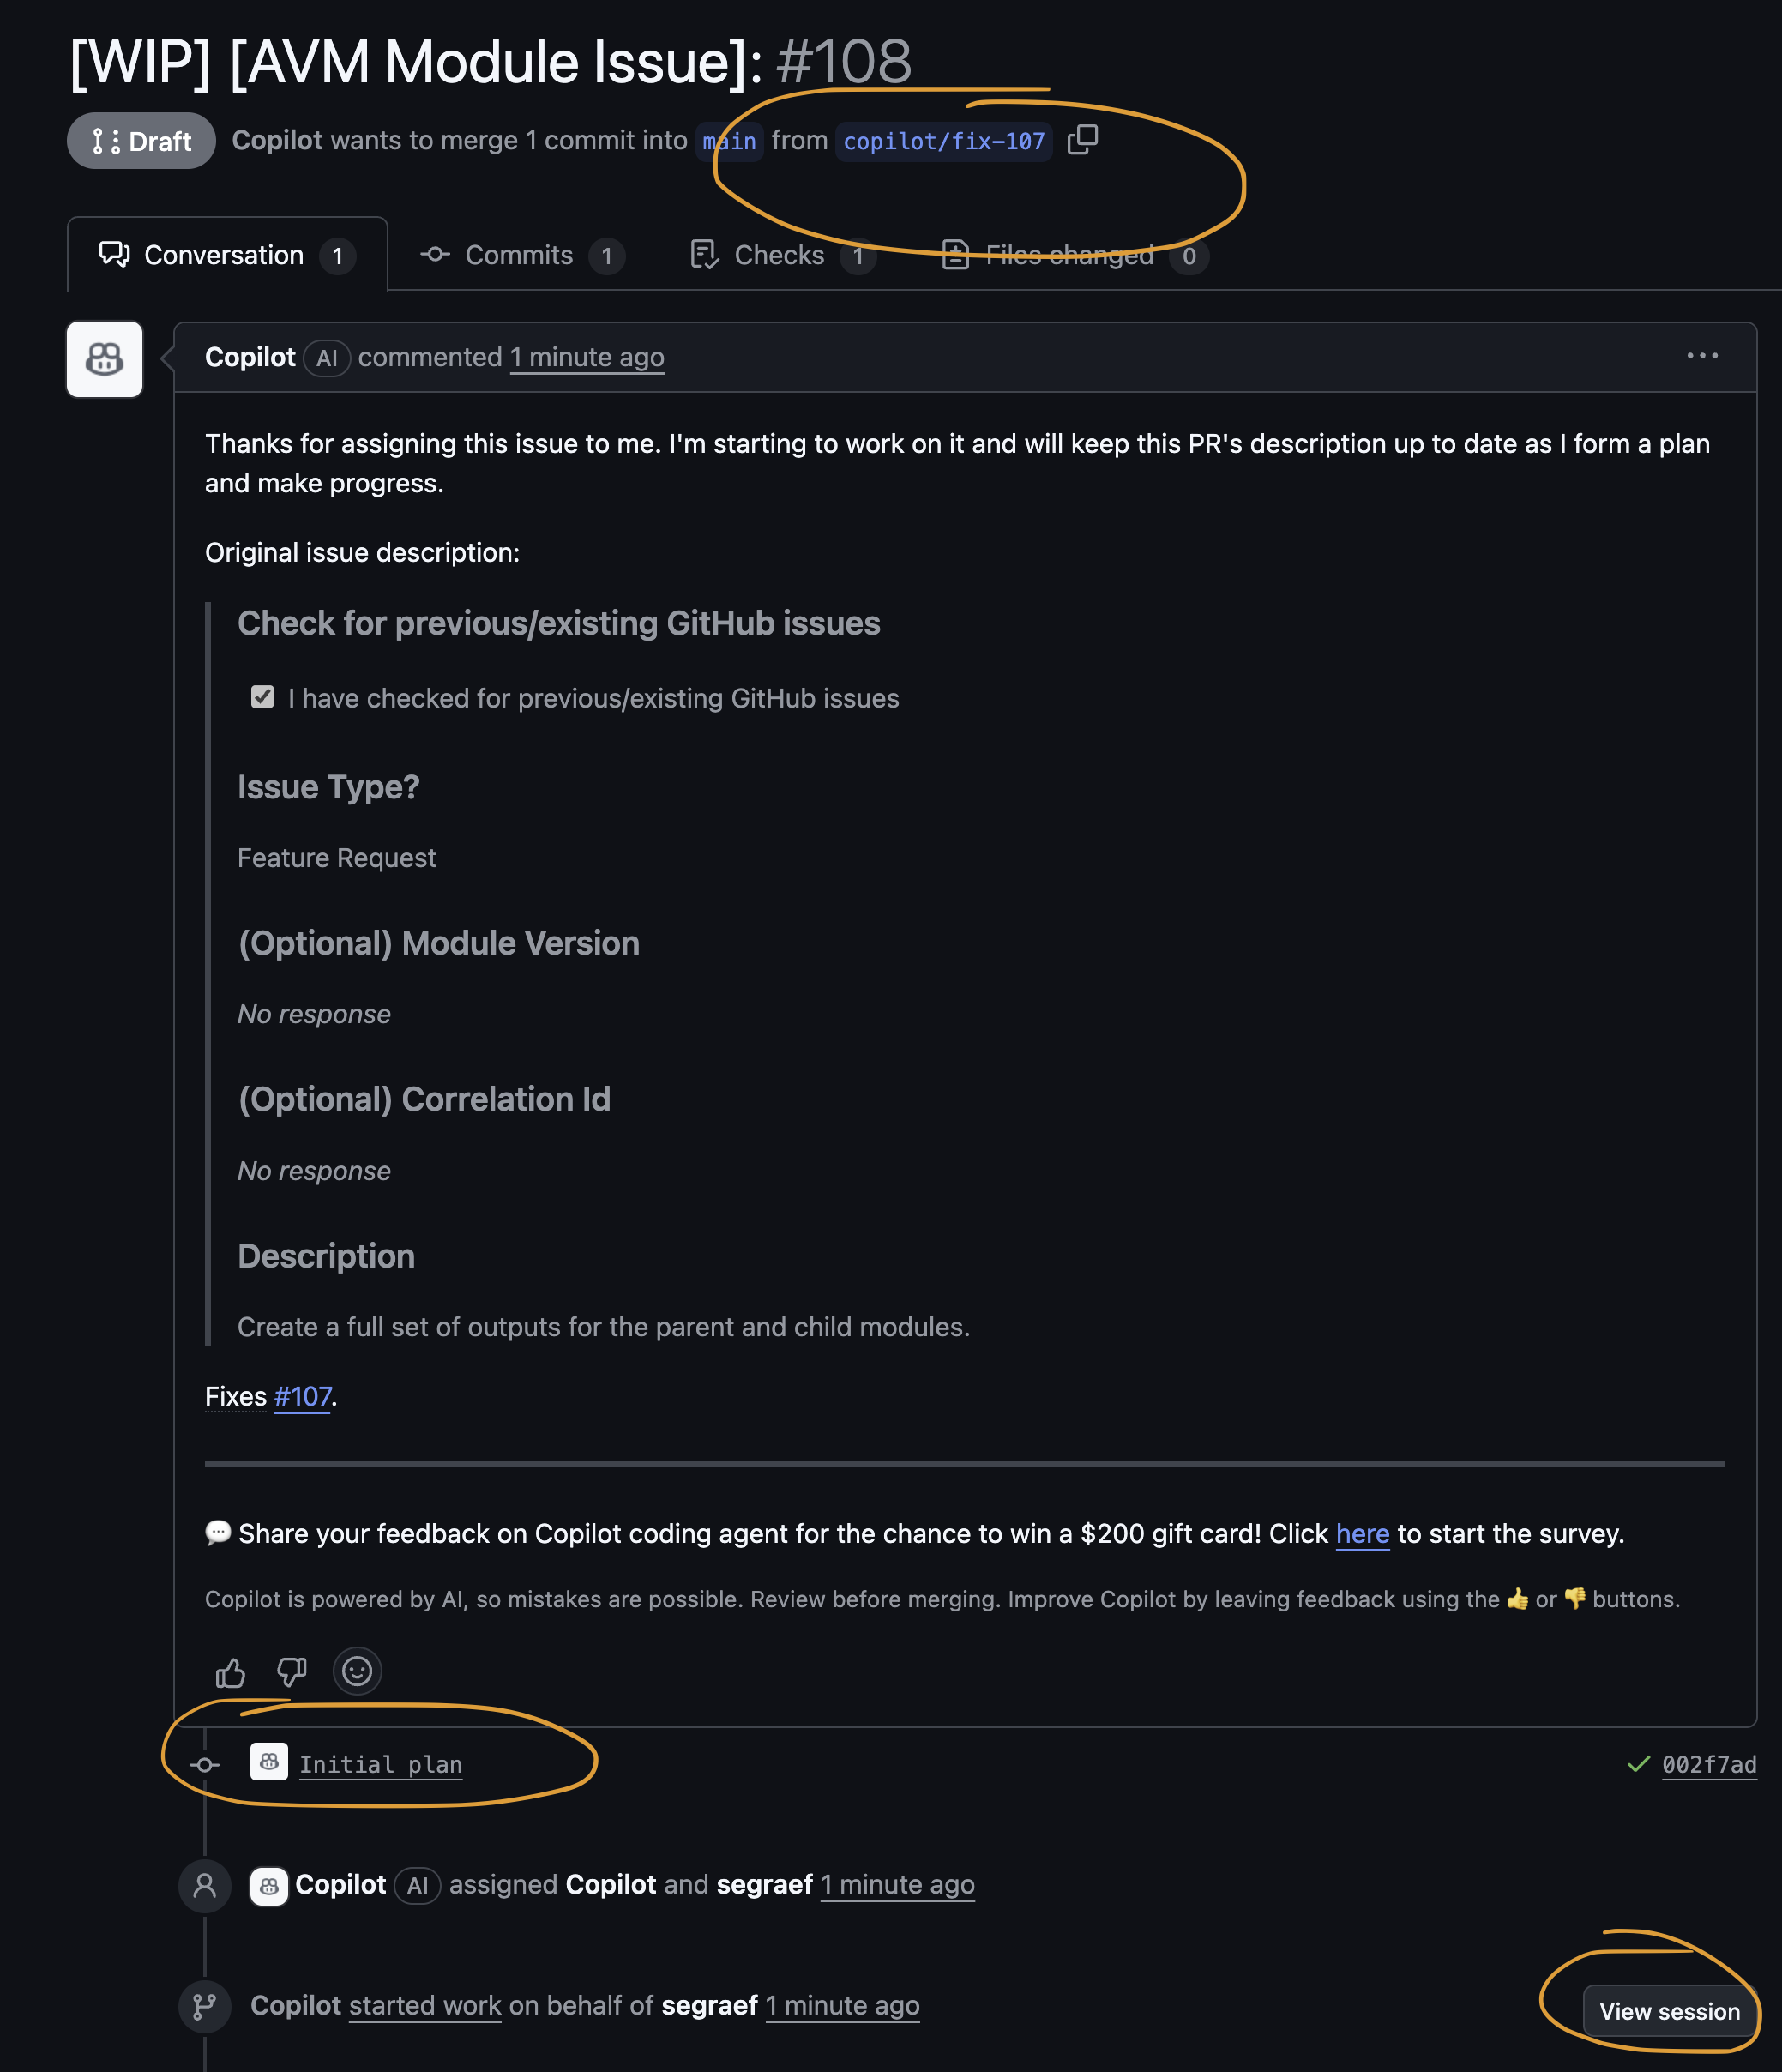 [WIP] [AVM Module Issue]: #108
Draft Copilot wants to merge 1 commit into main from copilot/fix-107
Conversation 1 Commits 1 Checks 1 Files changed 0
Copilot AI commented 1 minute ago
Thanks for assigning this issue to me. I'm starting to work on it and will keep this PR's description up to date as I form a plan
and make progress.
Original issue description:
Check for previous/existing GitHub issues
I have checked for previous/existing GitHub issues
Issue Type?
Feature Request
(Optional) Module Version
No response
(Optional) Correlation Id
No response
Description
Create a full set of outputs for the parent and child modules.
Fixes #107.
💬 Share your feedback on Copilot coding agent for the chance to win a $200 gift card! Click here to start the survey.
Copilot is powered by AI, so mistakes are possible. Review before merging. Improve Copilot by leaving feedback using the 👍 or 👎 buttons.
Initial plan 002f7ad
Copilot AI assigned Copilot and segraef 1 minute ago
Copilot started work on behalf of segraef 1 minute ago View session